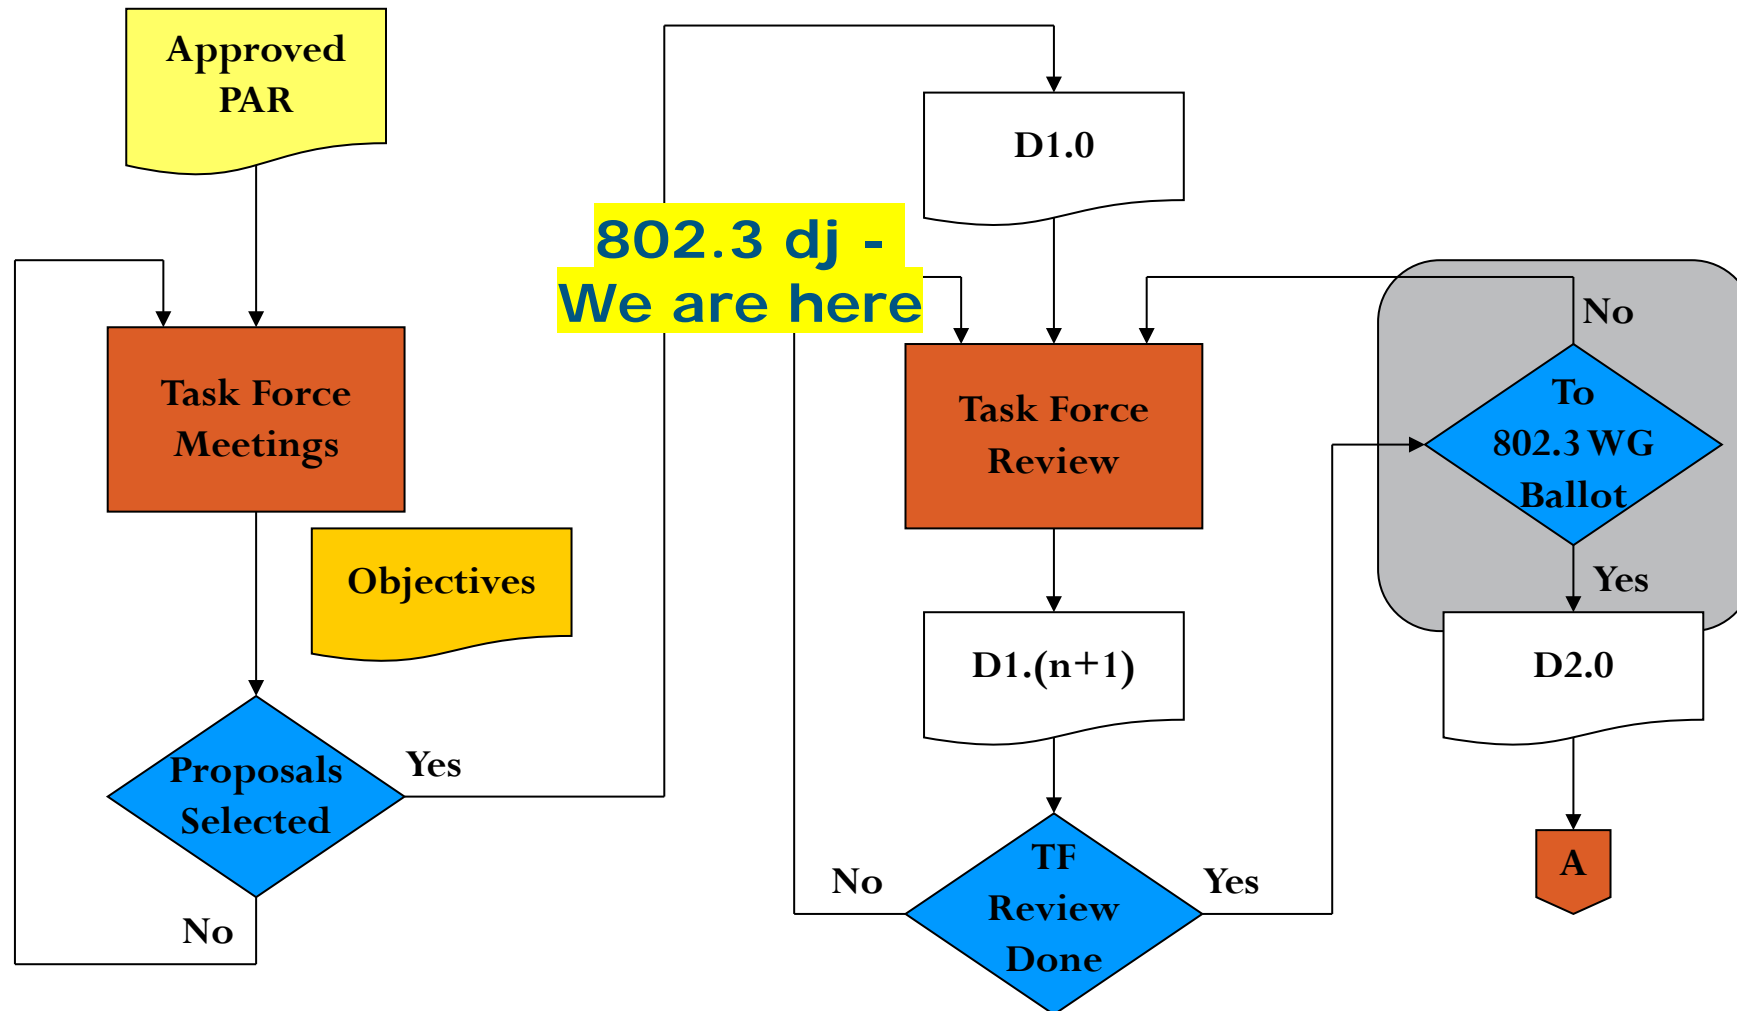 Approved
PAR
Task Force
Meetings
Objectives
Proposals
Selected
Yes
No
802.3 dj -
We are here
D1.0
Task Force
Review
D1.(n+1)
TF
Review
Done
No
Yes
To
802.3 WG
Ballot
No
Yes
D2.0
A